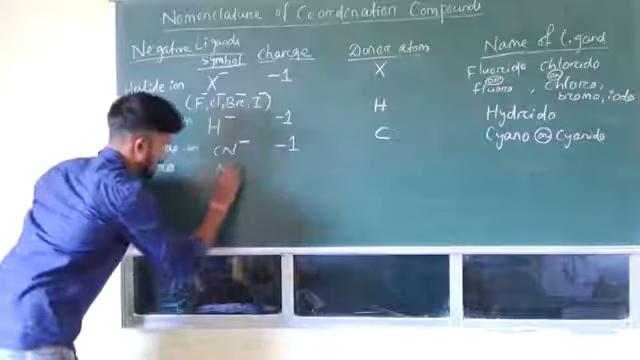 Nomenclature of Coordination Compound
Negative Ligands symbol charge Donor atom Name of Ligand
Halide ion X⁻ -1 X Fluorido chlorido
(F⁻, Cl⁻, Br⁻, I⁻) (or) (or)
fluoro, chloro,
bromo, iodo
H⁻ -1 H Hydrido
CN⁻ -1 C Cyano (or) Cyanido